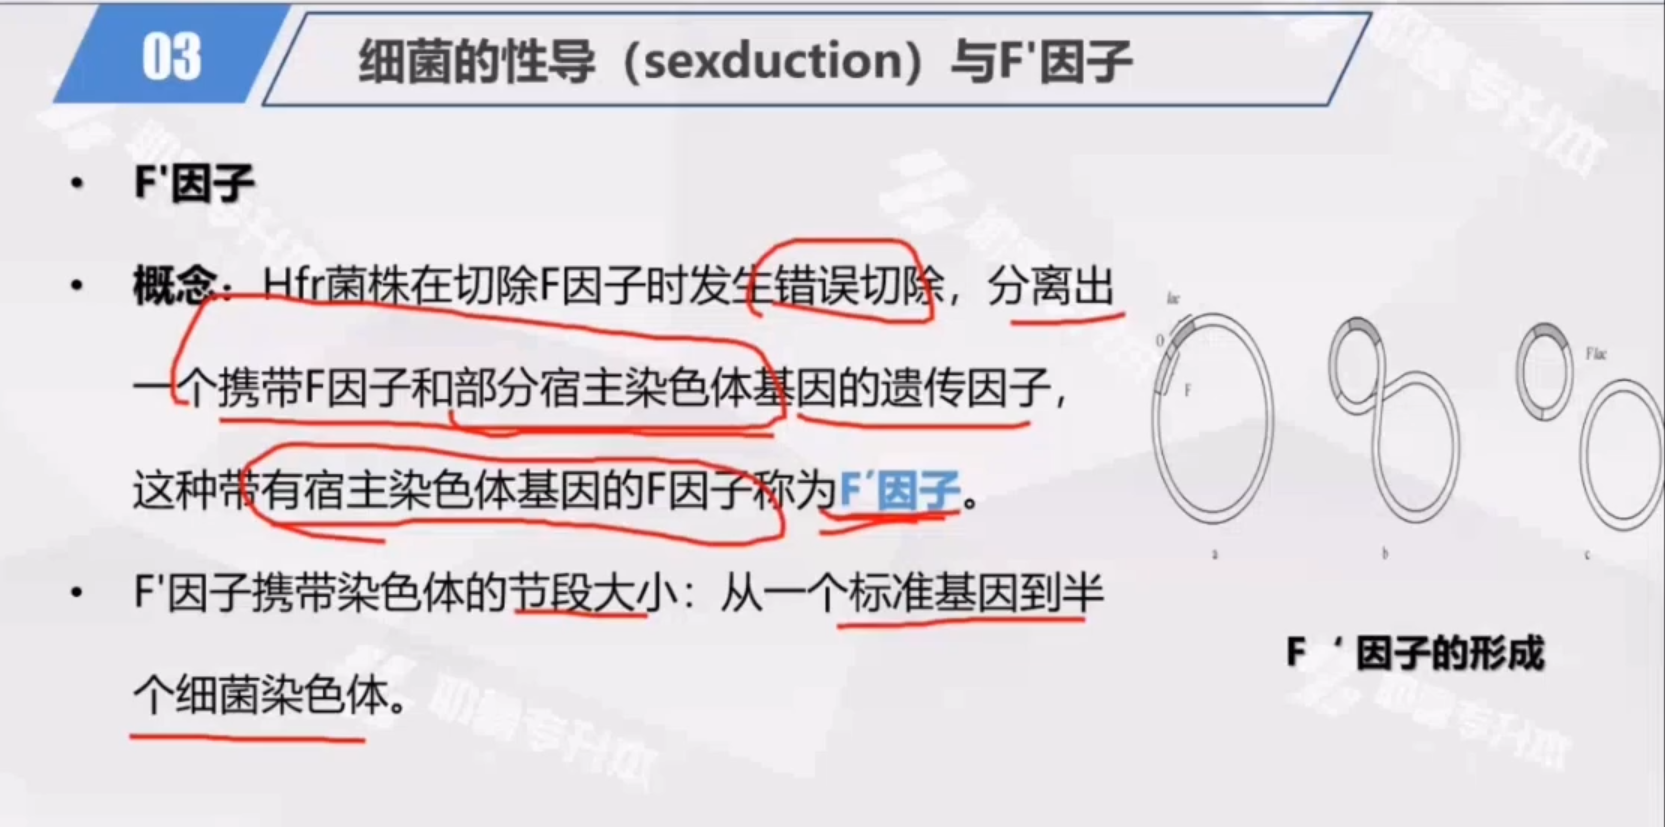 03
细菌的性导（sexduction）与F'因子
• F'因子
• 概念：Hfr菌株在切除F因子时发生错误切除，分离出
一个携带F因子和部分宿主染色体基因的遗传因子，
这种带有宿主染色体基因的F因子称为F′因子。
• F'因子携带染色体的节段大小：从一个标准基因到半
个细菌染色体。
lac
O
F
F'lac
a
b
c
F ‘ 因子的形成